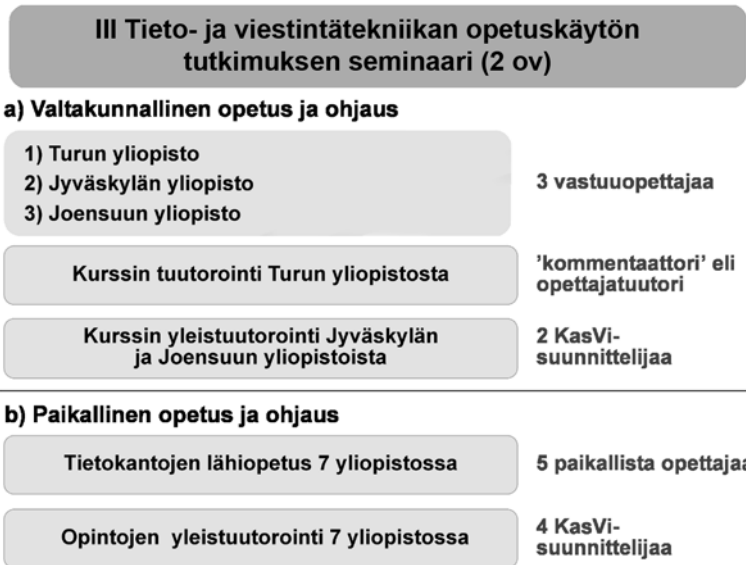 III Tieto- ja viestintätekniikan opetuskäytön
tutkimuksen seminaari (2 ov)
a) Valtakunnallinen opetus ja ohjaus
1) Turun yliopisto
2) Jyväskylän yliopisto
3) Joensuun yliopisto
3 vastuuopettajaa
Kurssin tuutorointi Turun yliopistosta
’kommentaattori’ eli
opettajatuutori
Kurssin yleistuutorointi Jyväskylän
ja Joensuun yliopistoista
2 KasVi-
suunnittelijaa
b) Paikallinen opetus ja ohjaus
Tietokantojen lähiopetus 7 yliopistossa
5 paikallista opettajaa
Opintojen yleistuutorointi 7 yliopistossa
4 KasVi-
suunnittelijaa